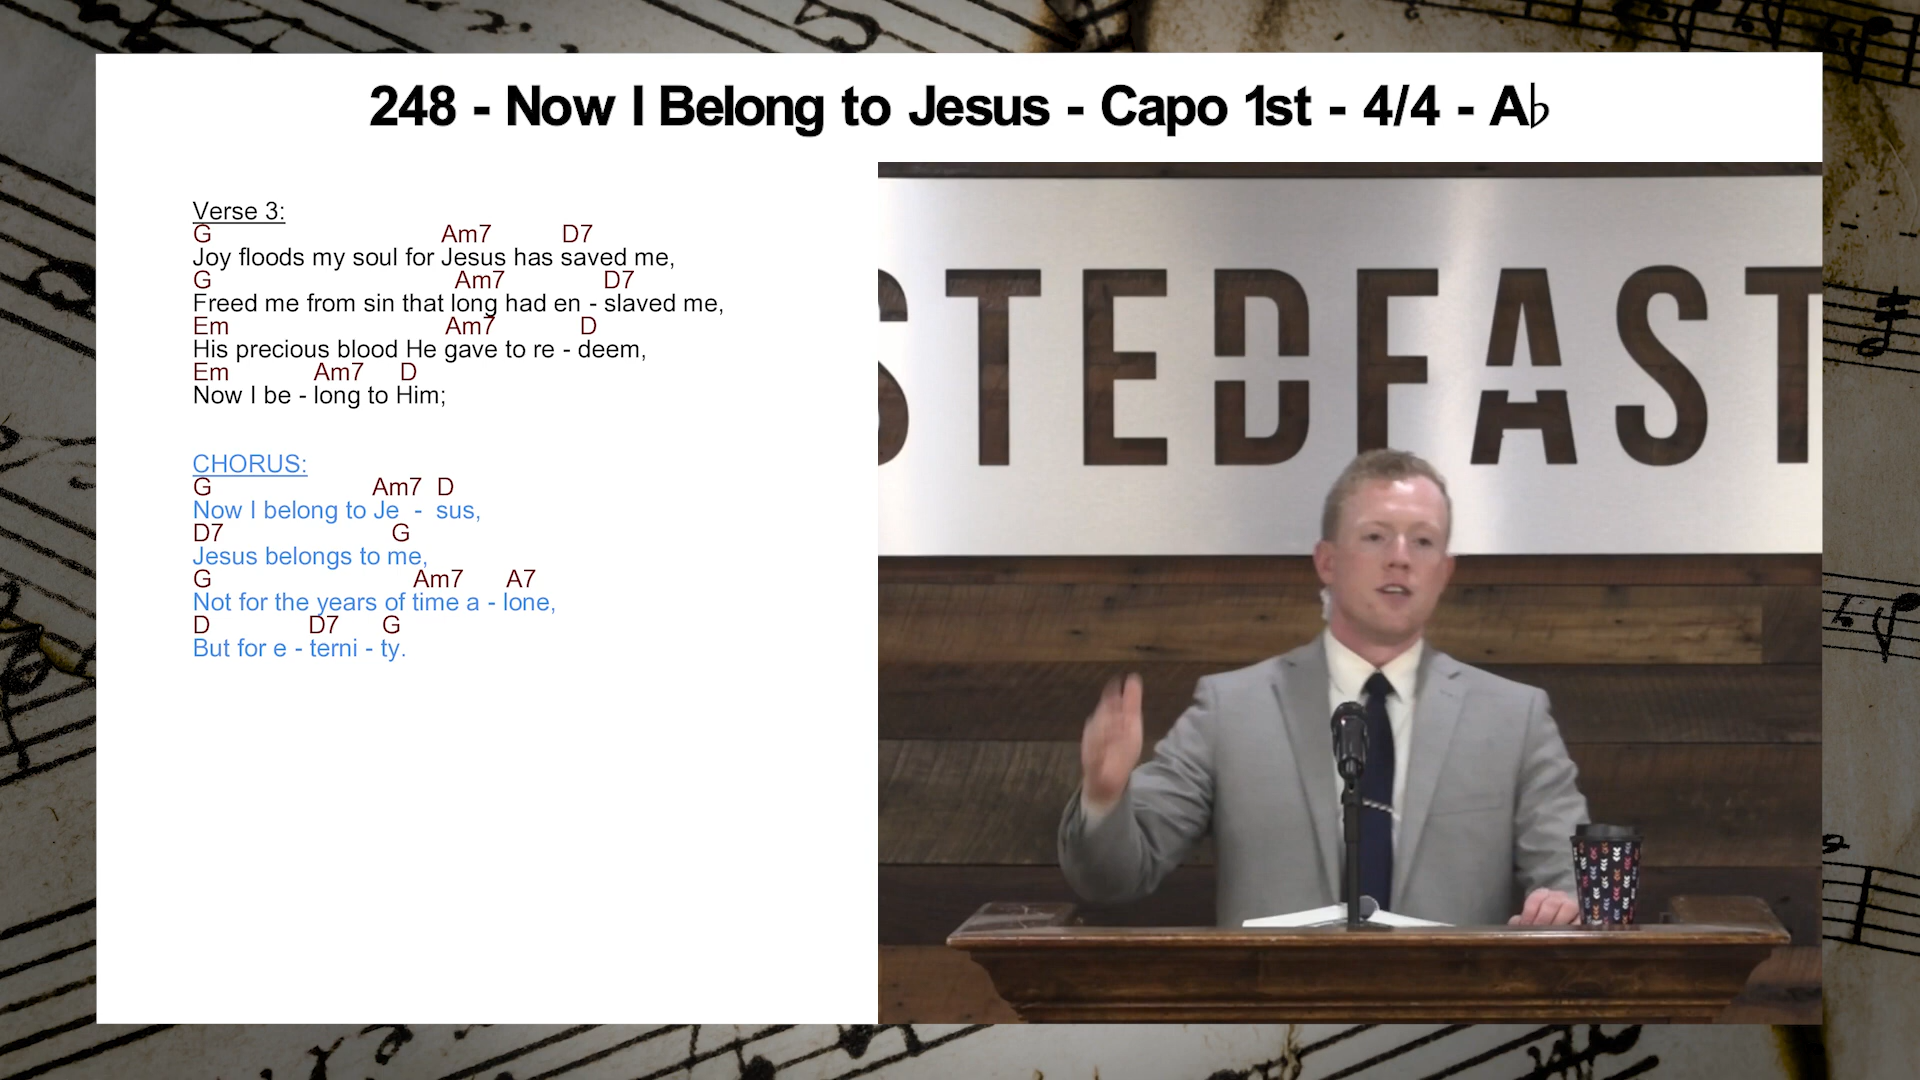 248 - Now I Belong to Jesus - Capo 1st - 4/4 - A♭
Verse 3:
G Am7 D7
Joy floods my soul for Jesus has saved me,
G Am7 D7
Freed me from sin that long had en - slaved me,
Em Am7 D
His precious blood He gave to re - deem,
Em Am7 D
Now I be - long to Him;
CHORUS:
G Am7 D
Now I belong to Je - sus,
D7 G
Jesus belongs to me,
G Am7 A7
Not for the years of time a - lone,
D D7 G
But for e - terni - ty.
STEDFAST